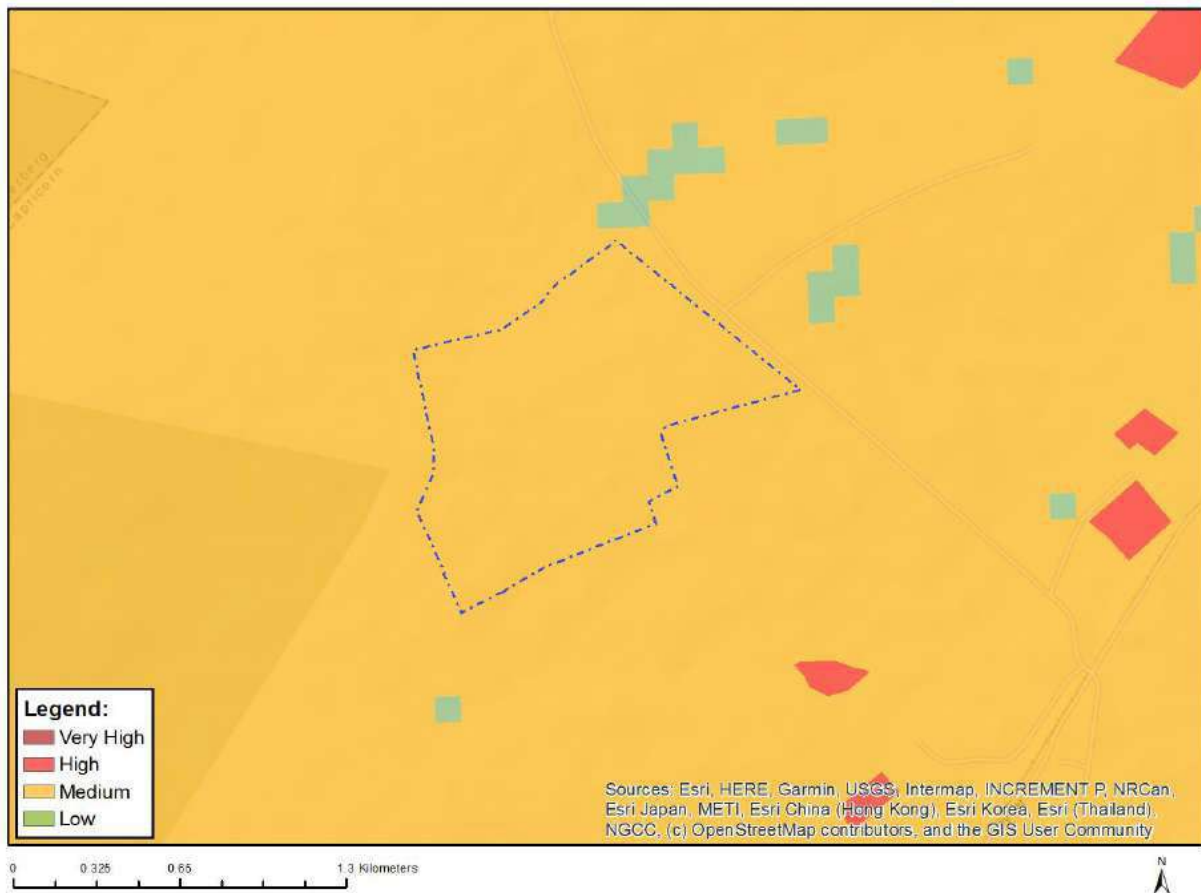 Legend:
Very High
High
Medium
Low
Sources: Esri, HERE, Garmin, USGS, Intermap, INCREMENT P, NRCan,
Esri Japan, METI, Esri China (Hong Kong), Esri Korea, Esri (Thailand),
NGCC, (c) OpenStreetMap contributors, and the GIS User Community
0 0.325 0.65 1.3 Kilometers
N